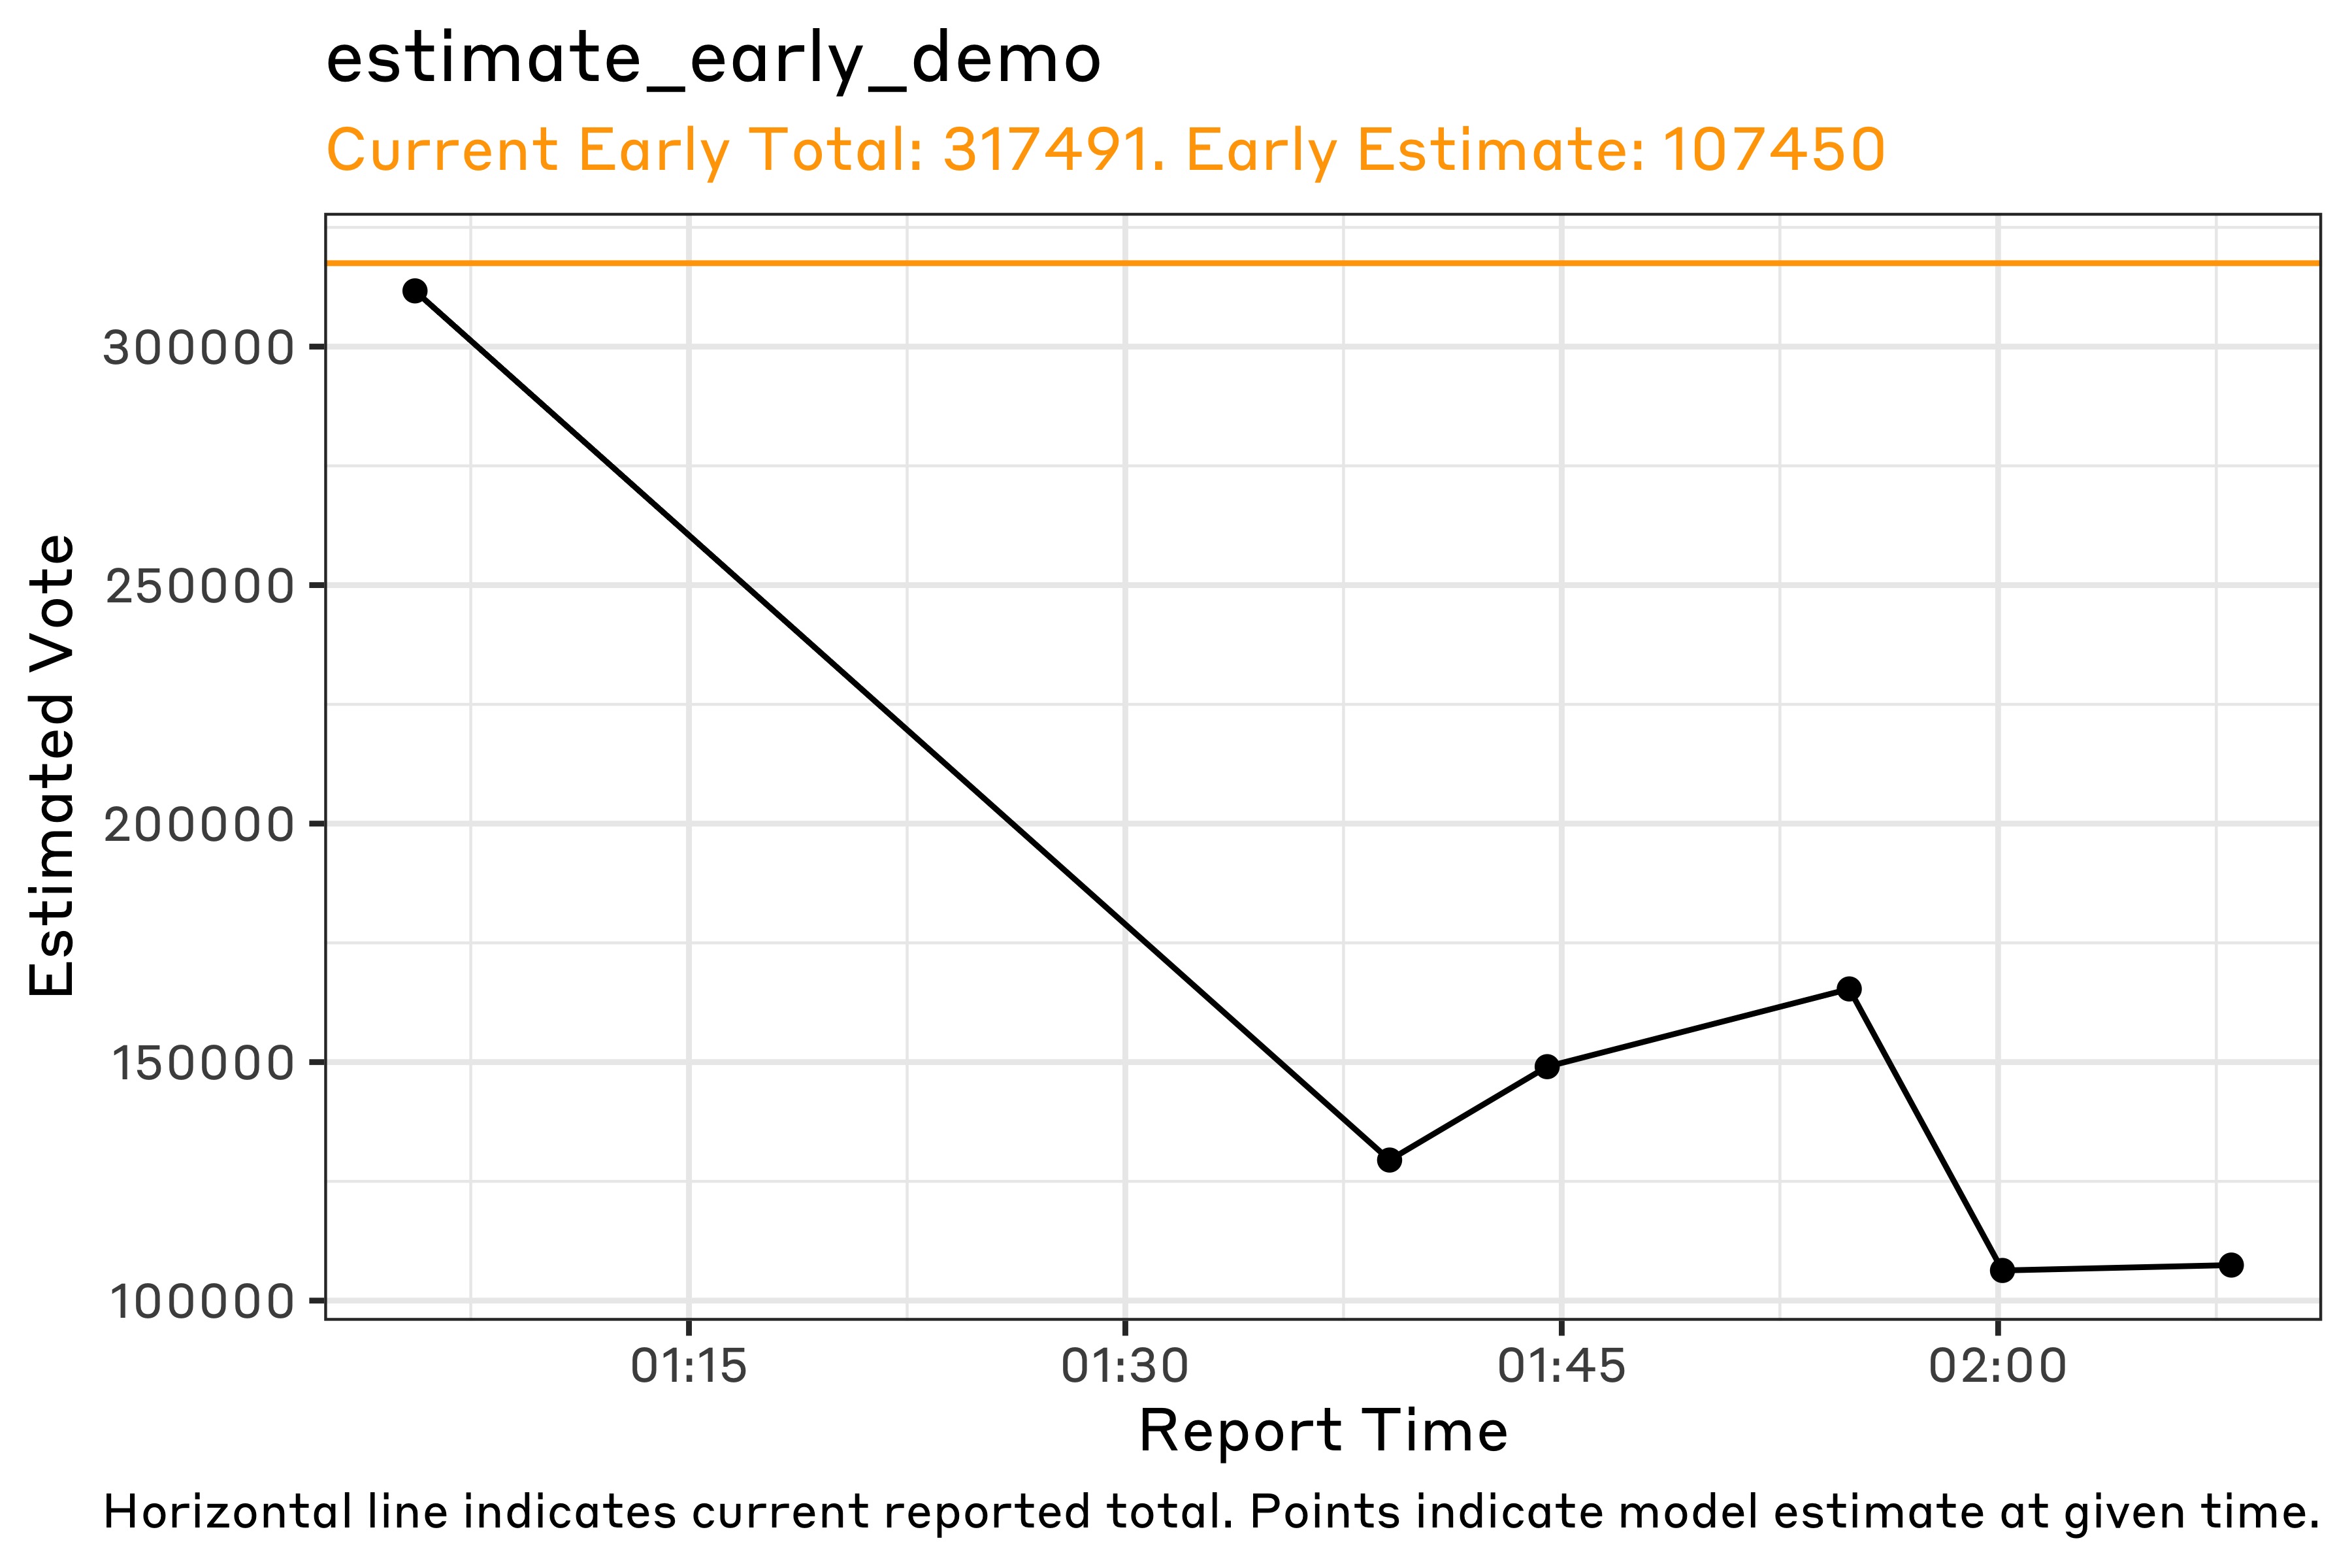 estimate_early_demo
Current Early Total: 317491. Early Estimate: 107450
Estimated Vote
300000
250000
200000
150000
100000
01:15
01:30
01:45
02:00
Report Time
Horizontal line indicates current reported total. Points indicate model estimate at given time.